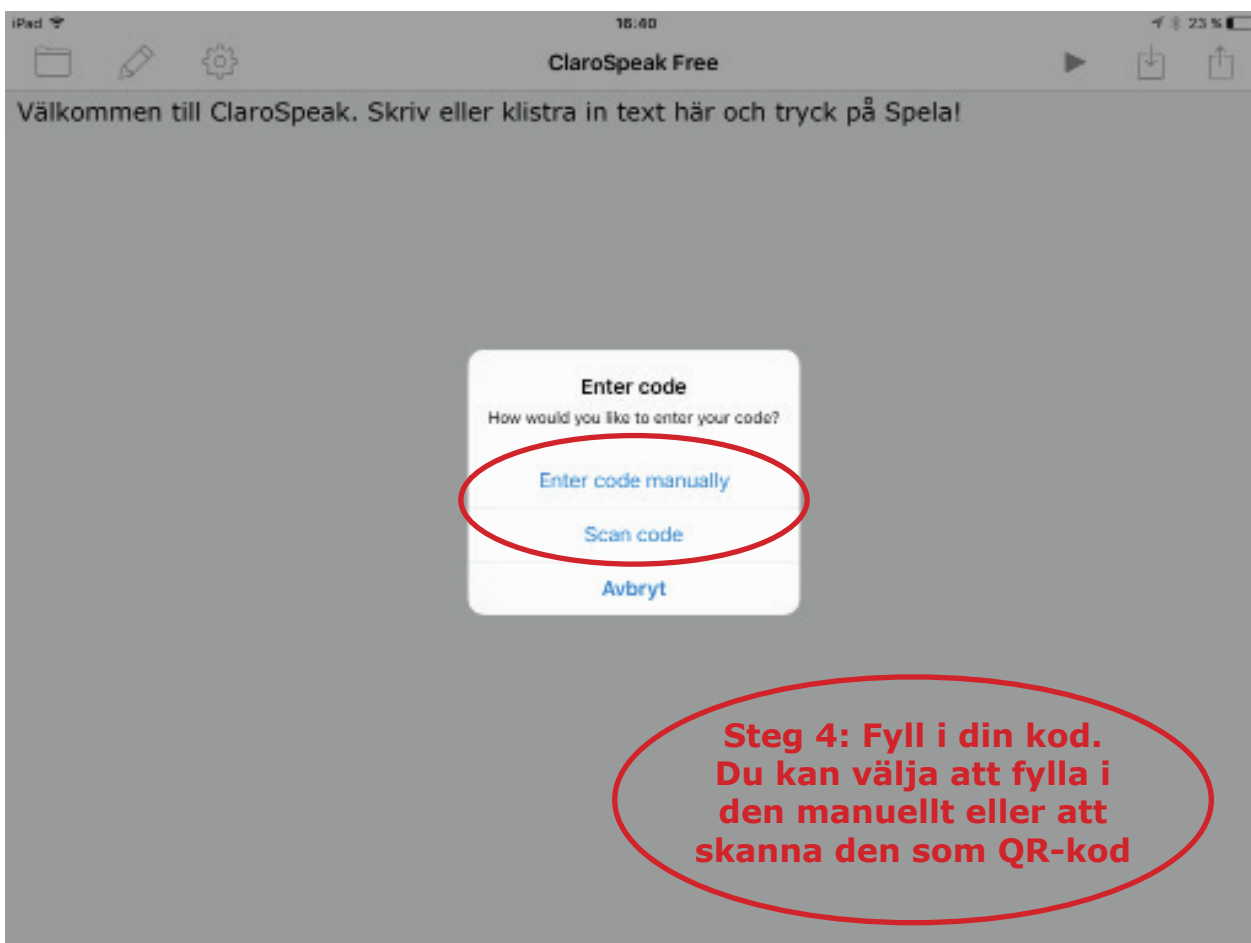 iPad 16:40 23 %
ClaroSpeak Free
Välkommen till ClaroSpeak. Skriv eller klistra in text här och tryck på Spela!
Enter code
How would you like to enter your code?
Enter code manually
Scan code
Avbryt
Steg 4: Fyll i din kod.
Du kan välja att fylla i
den manuellt eller att
skanna den som QR-kod